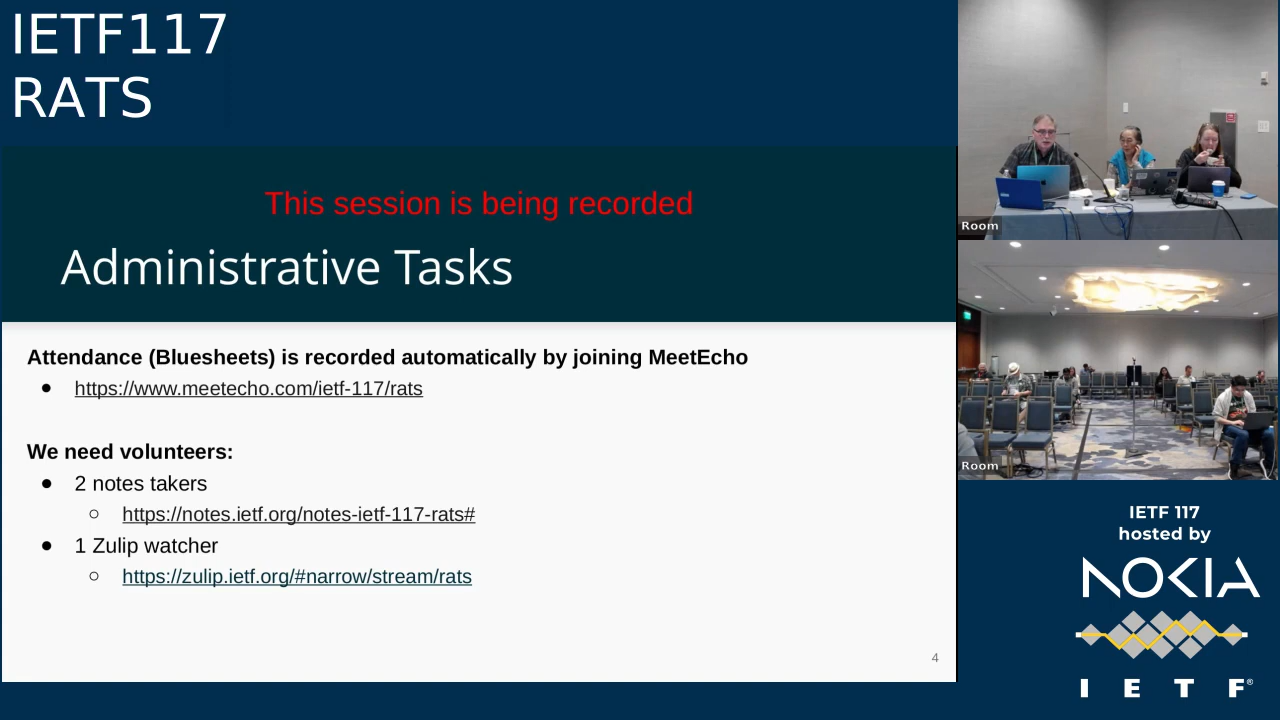 IETF117
RATS
This session is being recorded
Administrative Tasks
Attendance (Bluesheets) is recorded automatically by joining MeetEcho
● https://www.meetecho.com/ietf-117/rats
We need volunteers:
● 2 notes takers
○ https://notes.ietf.org/notes-ietf-117-rats#
● 1 Zulip watcher
○ https://zulip.ietf.org/#narrow/stream/rats
4
Room
Room
IETF 117
hosted by
NOKIA
I E T F®